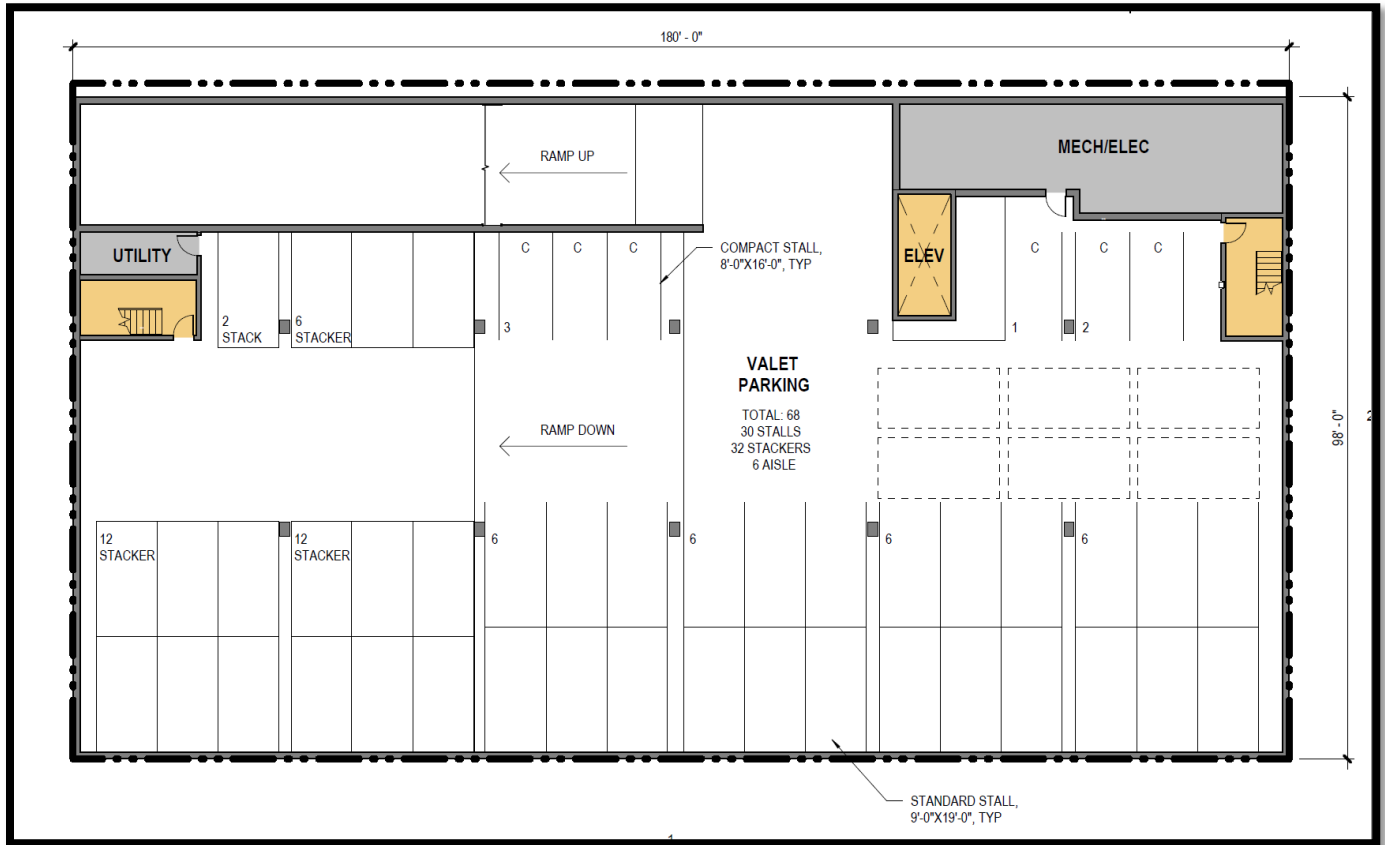 180' - 0"
RAMP UP
MECH/ELEC
UTILITY
C
C
C
COMPACT STALL,
8'-0"X16'-0", TYP
ELEV
C
C
C
2
STACK
6
STACKER
3
1
2
VALET
PARKING
TOTAL: 68
30 STALLS
32 STACKERS
6 AISLE
RAMP DOWN
98' - 0"
12
STACKER
12
STACKER
6
6
6
6
STANDARD STALL,
9'-0"X19'-0", TYP